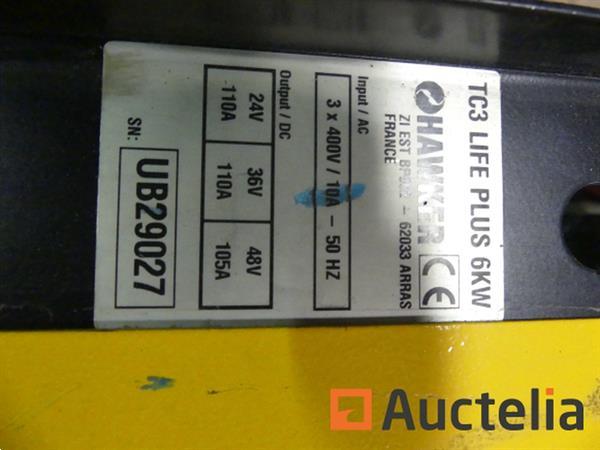 TC3 LIFE PLUS 6KW
HAWKER CE
ZI EST
– 62033 ARRAS
FRANCE
Input / AC
3 x 400V / 10A – 50 HZ
Output / DC
24V 36V 48V
110A 110A 105A
SN: UB29027
Auctelia